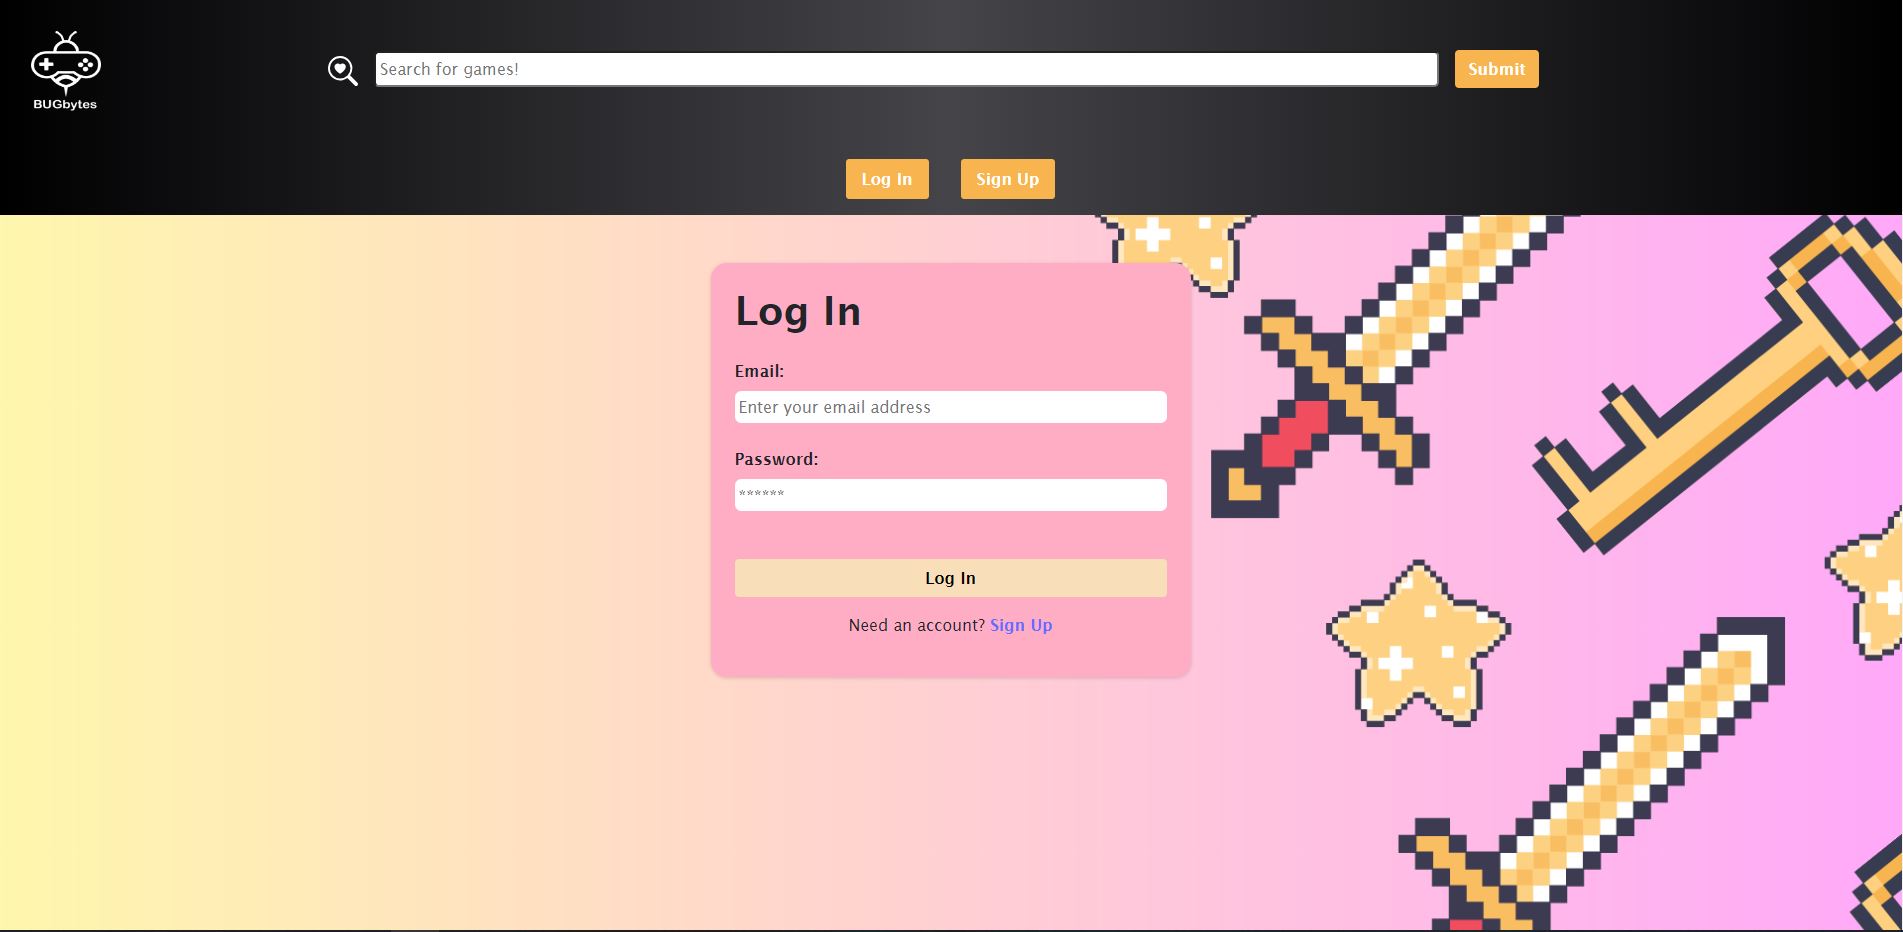 BUGbytes
Search for games!
Submit
Log In
Sign Up
Log In
Email:
Enter your email address
Password:
******
Log In
Need an account? Sign Up